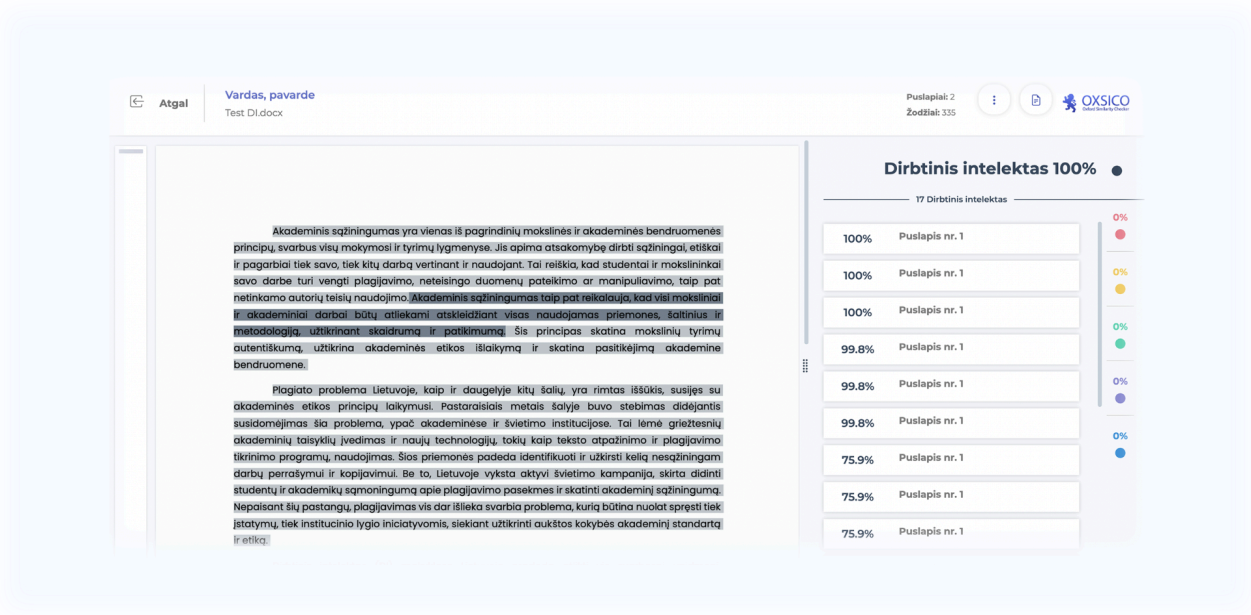 Atgal
Vardas, pavarde
Test DI.docx
Puslapiai: 2
Žodžiai: 335
OXSICO
Oxford Similarity Checker
Akademinis sąžiningumas yra vienas iš pagrindinių mokslinės ir akademinės bendruomenės
principų, svarbus visų mokymosi ir tyrimų lygmenyse. Jis apima atsakomybę dirbti sąžiningai, etiškai
ir pagarbiai tiek savo, tiek kitų darbą vertinant ir naudojant. Tai reiškia, kad studentai ir mokslininkai
savo darbe turi vengti plagijavimo, neteisingo duomenų pateikimo ar manipuliavimo, taip pat
netinkamo autorių teisių naudojimo. Akademinis sąžiningumas taip pat reikalauja, kad visi moksliniai
ir akademiniai darbai būtų atliekami atskleidžiant visas naudojamas priemones, šaltinius ir
metodologiją, užtikrinant skaidrumą ir patikimumą. Šis principas skatina mokslinių tyrimų
autentiškumą, užtikrina akademinės etikos išlaikymą ir skatina pasitikėjimą akademine
bendruomene.
Plagiato problema Lietuvoje, kaip ir daugelyje kitų šalių, yra rimtas iššūkis, susijęs su
akademinės etikos principų laikymusi. Pastaraisiais metais šalyje buvo stebimas didėjantis
susidomėjimas šia problema, ypač akademinėse ir švietimo institucijose. Tai lėmė griežtesnių
akademinių taisyklių įvedimas ir naujų technologijų, tokių kaip teksto atpažinimo ir plagijavimo
tikrinimo programų, naudojimas. Šios priemonės padeda identifikuoti ir užkirsti kelią nesąžiningam
darbų perrašymui ir kopijavimui. Be to, Lietuvoje vyksta aktyvi švietimo kampanija, skirta didinti
studentų ir akademikų sąmoningumą apie plagijavimo pasekmes ir skatinti akademinį sąžiningumą.
Nepaisant šių pastangų, plagijavimas vis dar išlieka svarbia problema, kurią būtina nuolat spręsti tiek
įstatymų, tiek institucinio lygio iniciatyvomis, siekiant užtikrinti aukštos kokybės akademinį standartą
ir etiką.
Dirbtinis intelektas 100%
17 Dirbtinis intelektas
100% Puslapis nr. 1
100% Puslapis nr. 1
100% Puslapis nr. 1
99.8% Puslapis nr. 1
99.8% Puslapis nr. 1
99.8% Puslapis nr. 1
75.9% Puslapis nr. 1
75.9% Puslapis nr. 1
75.9% Puslapis nr. 1
0%
0%
0%
0%
0%